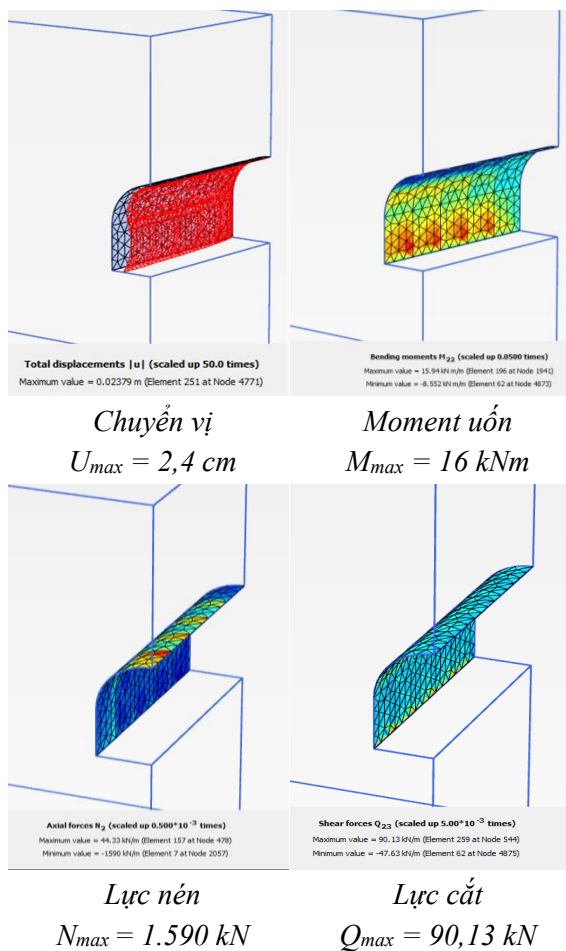 Total displacements |u| (scaled up 50.0 times)
Maximum value = 0.02379 m (Element 251 at Node 4771)
Bending moments M22 (scaled up 0.0500 times)
Maximum value = 15.94 kN m/m (Element 196 at Node 1941)
Minimum value = -8.552 kN m/m (Element 62 at Node 4873)
Chuyển vị
Umax = 2,4 cm
Moment uốn
Mmax = 16 kNm
Axial forces N2 (scaled up 0.500*10-3 times)
Maximum value = 44.33 kN/m (Element 157 at Node 478)
Minimum value = -1590 kN/m (Element 7 at Node 2057)
Shear forces Q23 (scaled up 5.00*10-3 times)
Maximum value = 90.13 kN/m (Element 259 at Node 544)
Minimum value = -47.63 kN/m (Element 62 at Node 4875)
Lực nén
Nmax = 1.590 kN
Lực cắt
Qmax = 90,13 kN